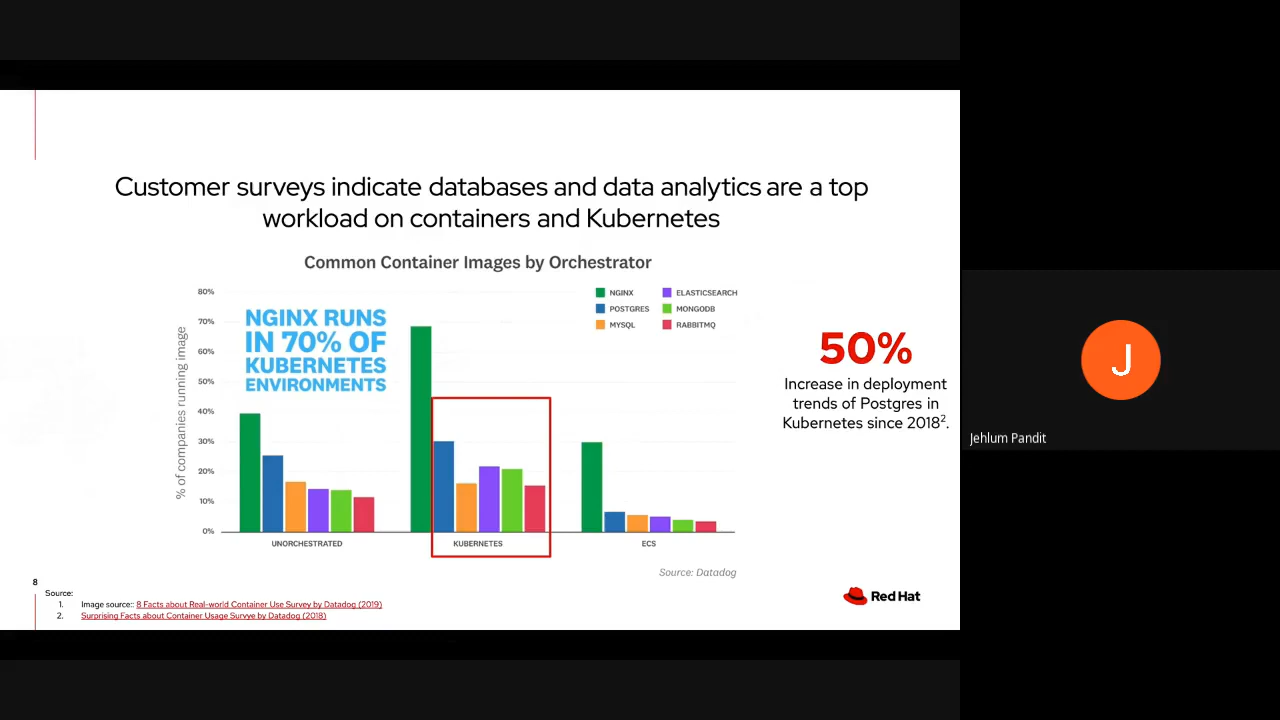 Customer surveys indicate databases and data analytics are a top
workload on containers and Kubernetes
Common Container Images by Orchestrator
% of companies running image
80%
70%
60%
50%
40%
30%
20%
10%
0%
NGINX RUNS
IN 70% OF
KUBERNETES
ENVIRONMENTS
NGINX
POSTGRES
MYSQL
ELASTICSEARCH
MONGODB
RABBITMQ
UNORCHESTRATED
KUBERNETES
ECS
Source: Datadog
50%
Increase in deployment
trends of Postgres in
Kubernetes since 2018².
8
Source:
1. Image source:: 8 Facts about Real-world Container Use Survey by Datadog (2019)
2. Surprising Facts about Container Usage Survye by Datadog (2018)
Red Hat
J
Jehlum Pandit